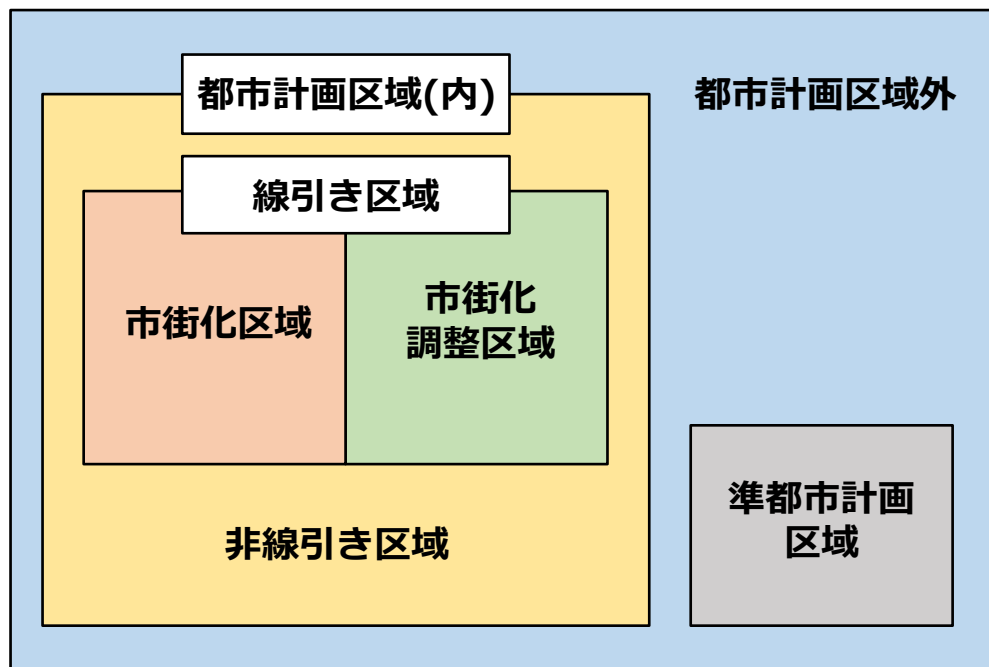 都市計画区域(内)
都市計画区域外
線引き区域
市街化区域
市街化
調整区域
非線引き区域
準都市計画
区域